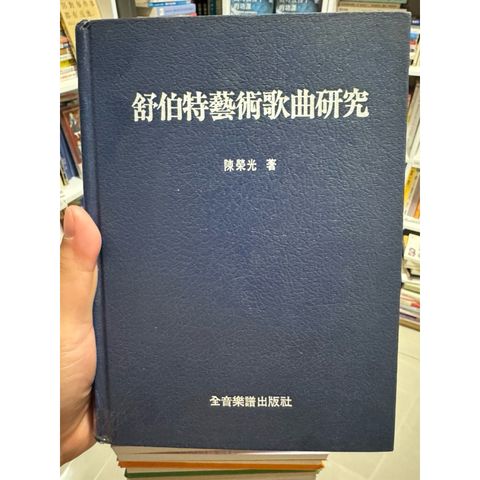 舒伯特藝術歌曲研究
陳榮光 著
全音樂譜出版社